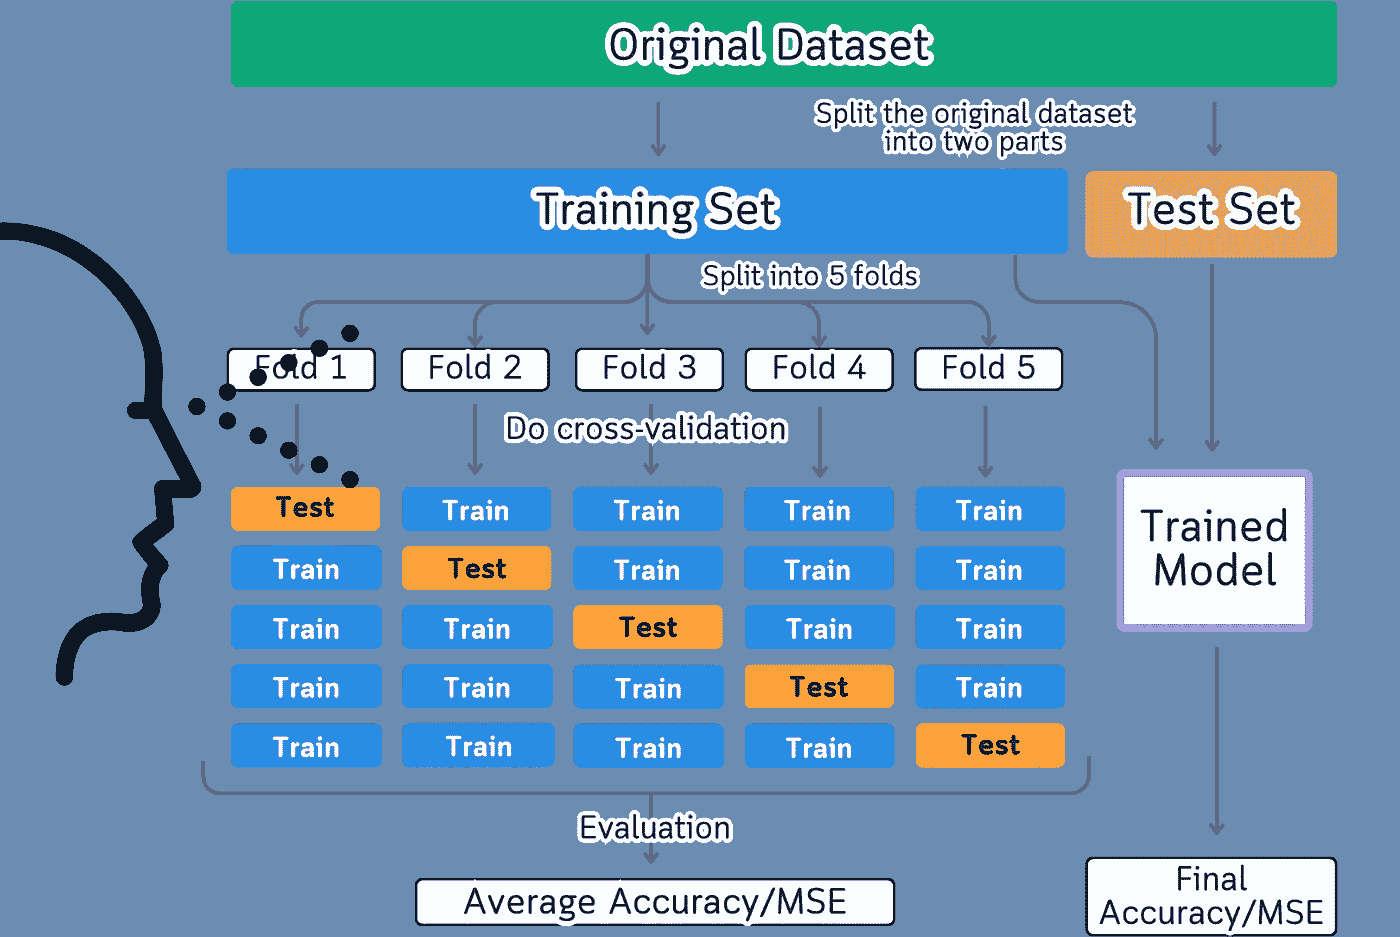 Original Dataset
Split the original dataset
into two parts
Training Set
Test Set
Split into 5 folds
Fold 1
Fold 2
Fold 3
Fold 4
Fold 5
Do cross-validation
Test
Train
Train
Train
Train
Train
Test
Train
Train
Train
Train
Train
Test
Train
Train
Train
Train
Train
Test
Train
Train
Train
Train
Train
Test
Trained
Model
Evaluation
Average Accuracy/MSE
Final
Accuracy/MSE